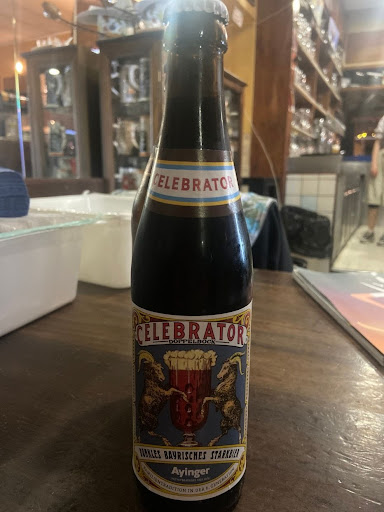 CELEBRATOR
CELEBRATOR
DOPPELBOCK
DUNKLES BAYRISCHES STARKBIER
Ayinger